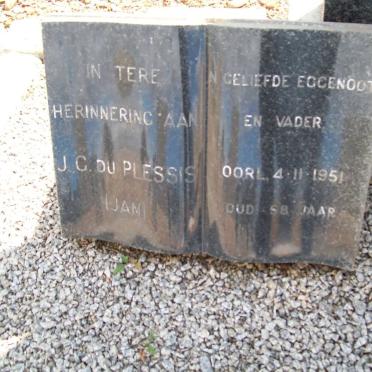 IN TERE
HERINNERING AAN
J. G. DU PLESSIS
(JAN)
N GELIEFDE EGGENOOT
EN VADER
OORL. 4-11-1951
OUD 58 JAAR